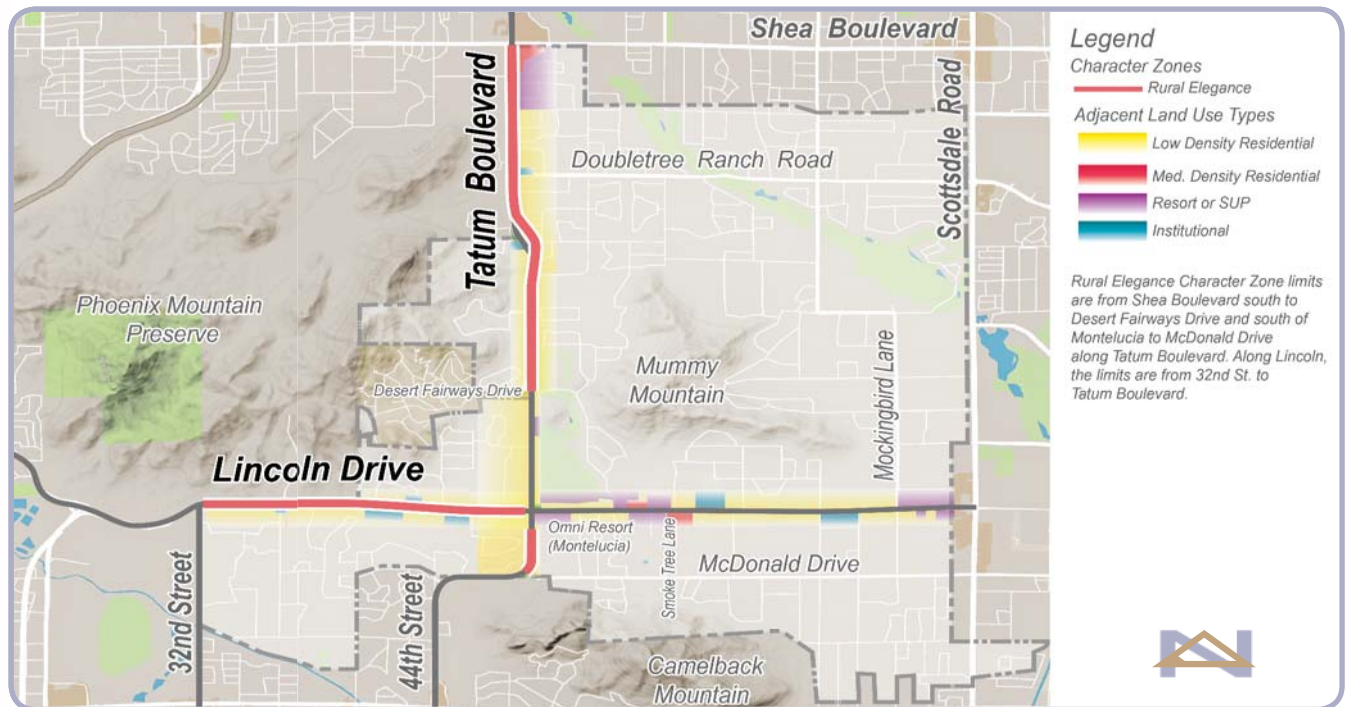 Shea Boulevard
Tatum Boulevard
Scottsdale Road
Doubletree Ranch Road
Phoenix Mountain
Preserve
Mummy
Mountain
Mockingbird Lane
Desert Fairways Drive
Lincoln Drive
Omni Resort
(Montelucia)
Smoke Tree Lane
McDonald Drive
32nd Street
44th Street
Camelback
Mountain
Legend
Character Zones
Rural Elegance
Adjacent Land Use Types
Low Density Residential
Med. Density Residential
Resort or SUP
Institutional
Rural Elegance Character Zone limits
are from Shea Boulevard south to
Desert Fairways Drive and south of
Montelucia to McDonald Drive
along Tatum Boulevard. Along Lincoln,
the limits are from 32nd St. to
Tatum Boulevard.
N